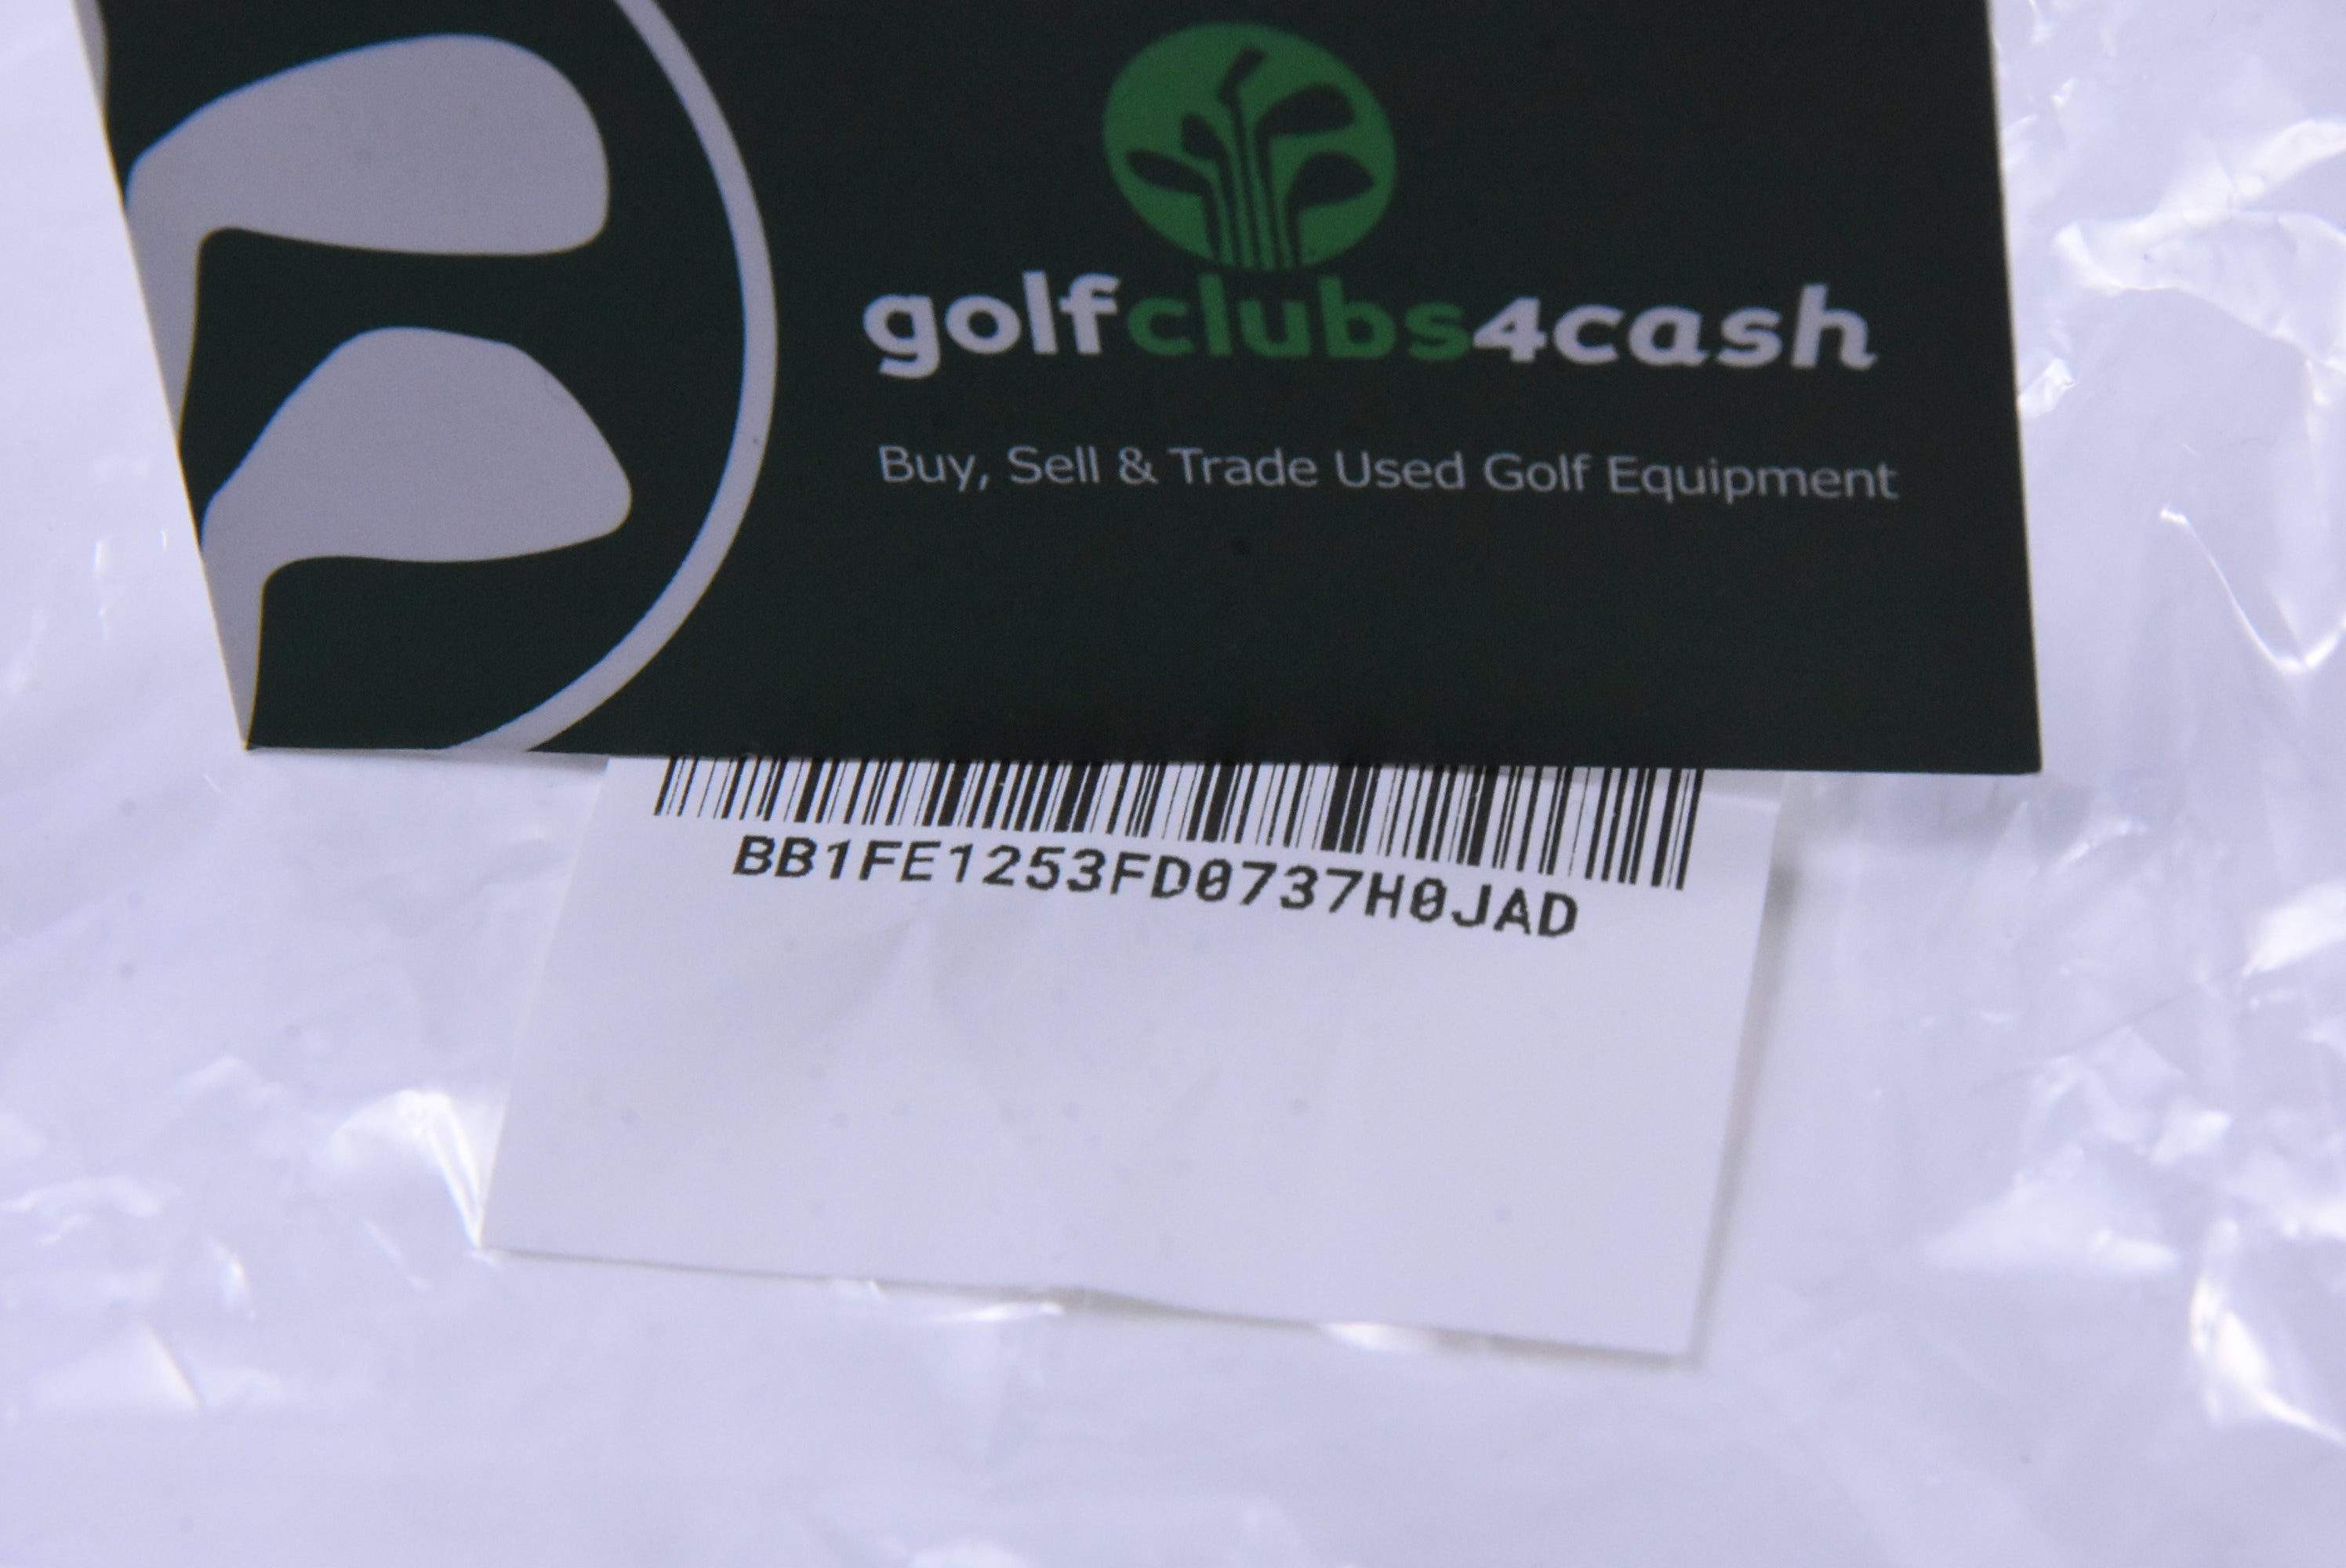 golfclubs4cash
Buy, Sell & Trade Used Golf Equipment
BB1FE1253FD0737H0JAD